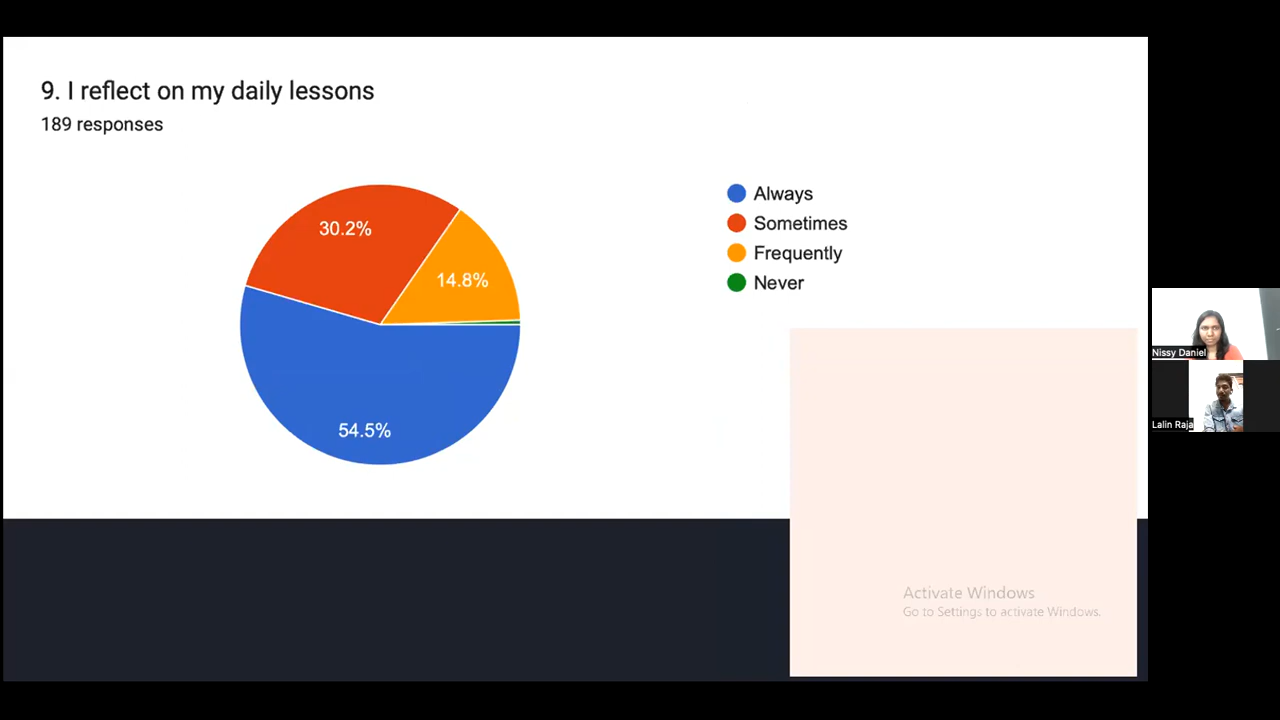 9. I reflect on my daily lessons
189 responses
30.2%
14.8%
54.5%
Always
Sometimes
Frequently
Never
Nissy Daniel
Lalin Raja
Activate Windows
Go to Settings to activate Windows.